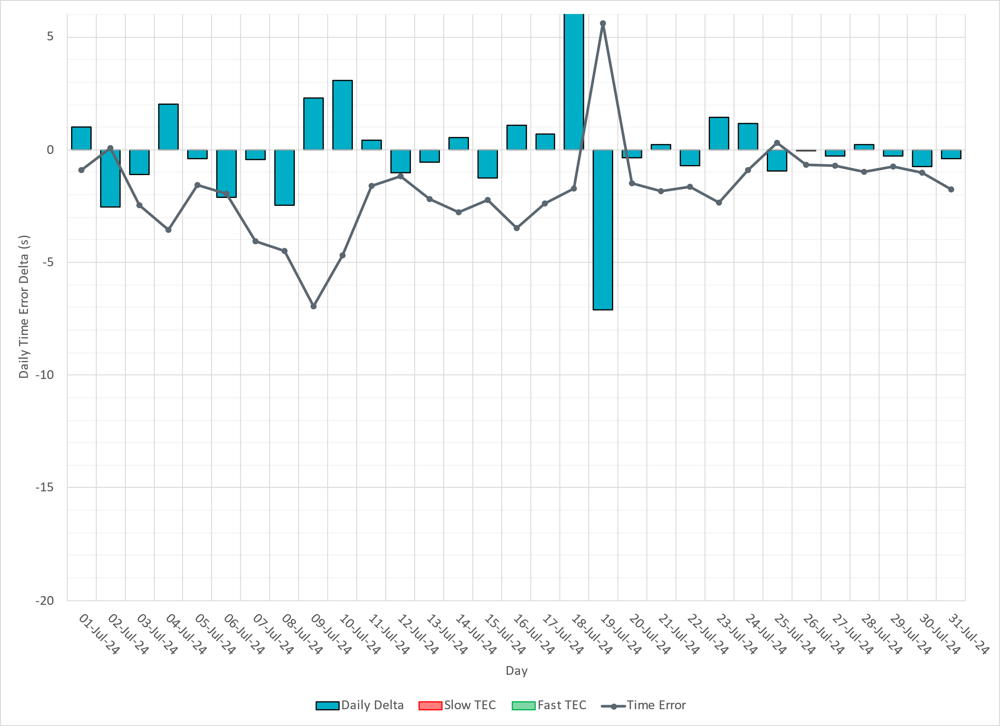 5
0
-5
-10
-15
-20
Daily Time Error Delta (s)
01-Jul-24
02-Jul-24
03-Jul-24
04-Jul-24
05-Jul-24
06-Jul-24
07-Jul-24
08-Jul-24
09-Jul-24
10-Jul-24
11-Jul-24
12-Jul-24
13-Jul-24
14-Jul-24
15-Jul-24
16-Jul-24
17-Jul-24
18-Jul-24
19-Jul-24
20-Jul-24
21-Jul-24
22-Jul-24
23-Jul-24
24-Jul-24
25-Jul-24
26-Jul-24
27-Jul-24
28-Jul-24
29-Jul-24
30-Jul-24
31-Jul-24
Day
Daily Delta Slow TEC Fast TEC Time Error